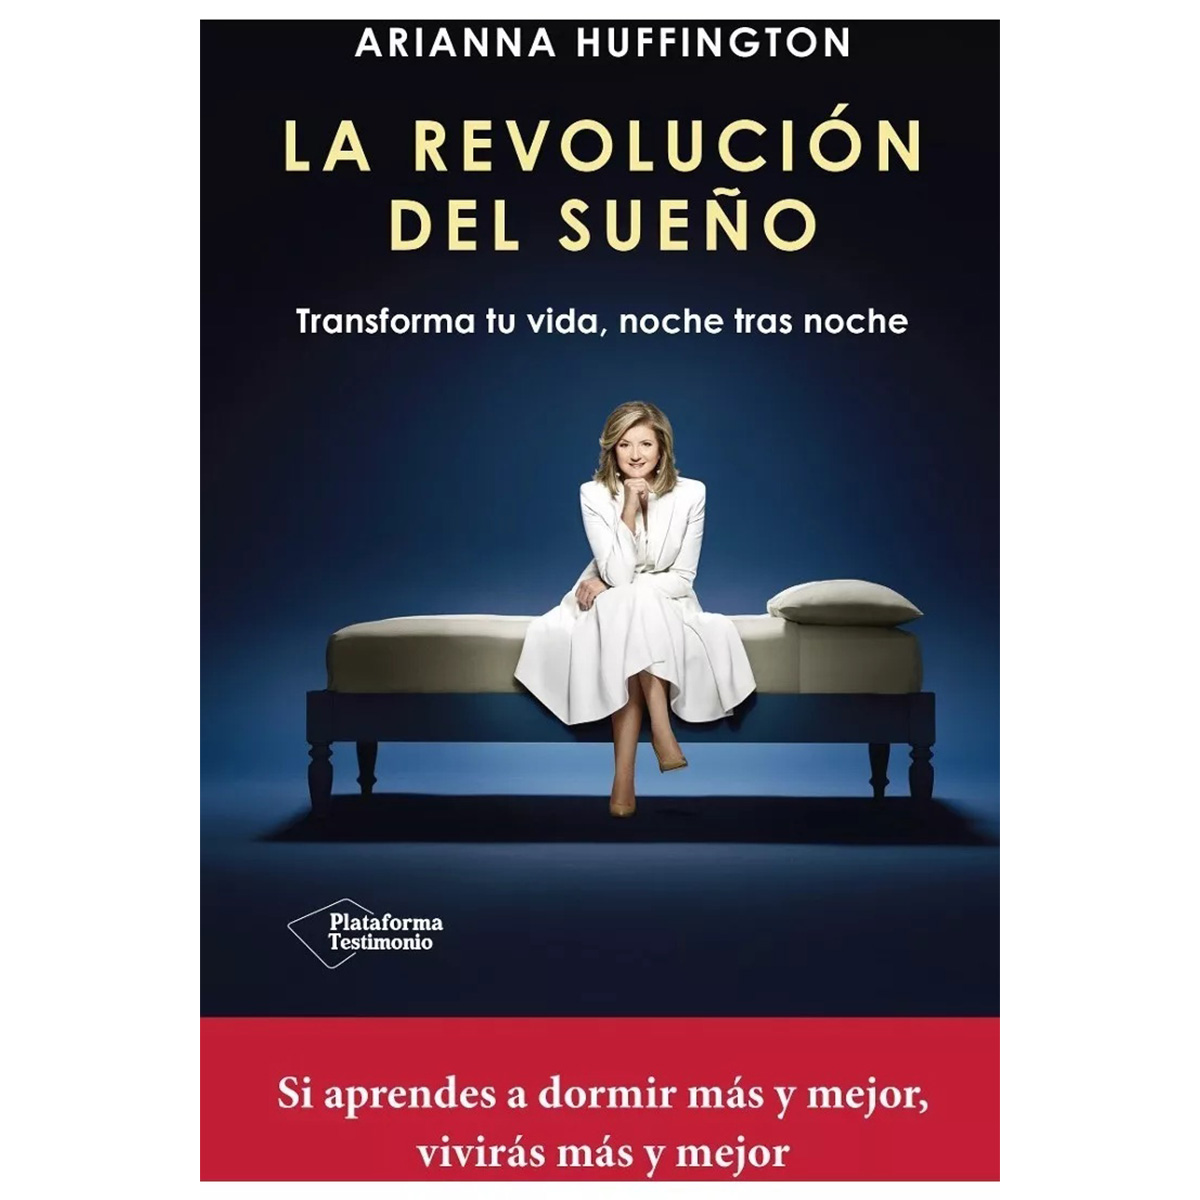 ARIANNA HUFFINGTON
LA REVOLUCIÓN
DEL SUEÑO
Transforma tu vida, noche tras noche
Plataforma
Testimonio
Si aprendes a dormir más y mejor,
vivirás más y mejor